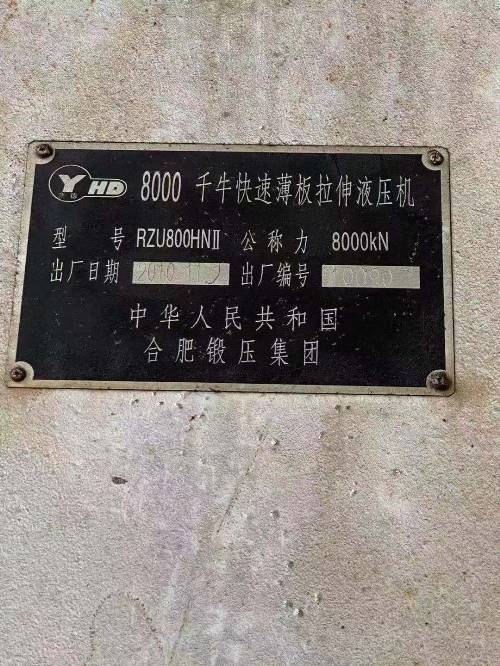 YHD 8000 千牛快速薄板拉伸液压机
型 号 RZU800HNⅡ 公 称 力 8000kN
出厂日期 2010.11 出厂编号
中华人民共和国
合肥锻压集团